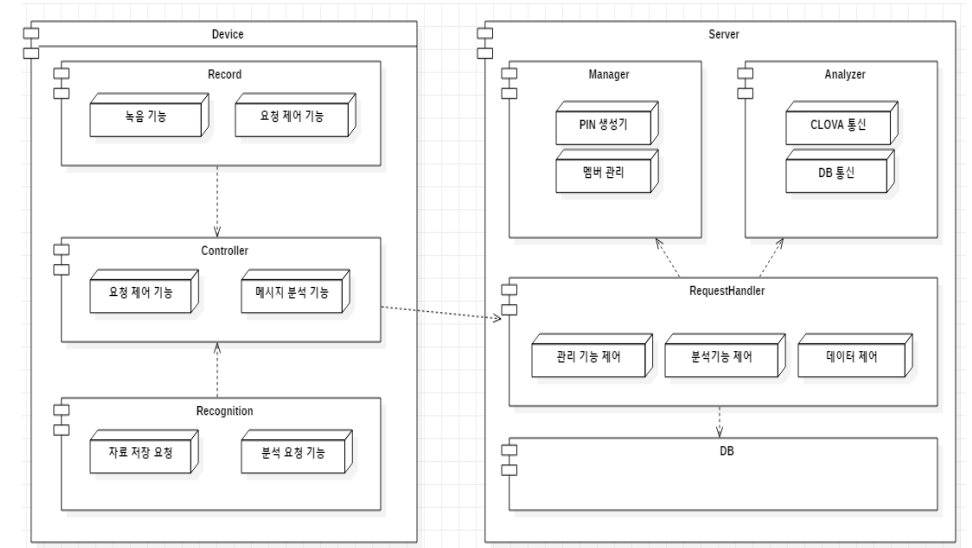 Device
Record
녹음 기능
요청 제어 기능
Controller
요청 제어 기능
메시지 분석 기능
Recognition
자료 저장 요청
분석 요청 기능
Server
Manager
PIN 생성기
멤버 관리
Analyzer
CLOVA 통신
DB 통신
RequestHandler
관리 기능 제어
분석기능 제어
데이터 제어
DB